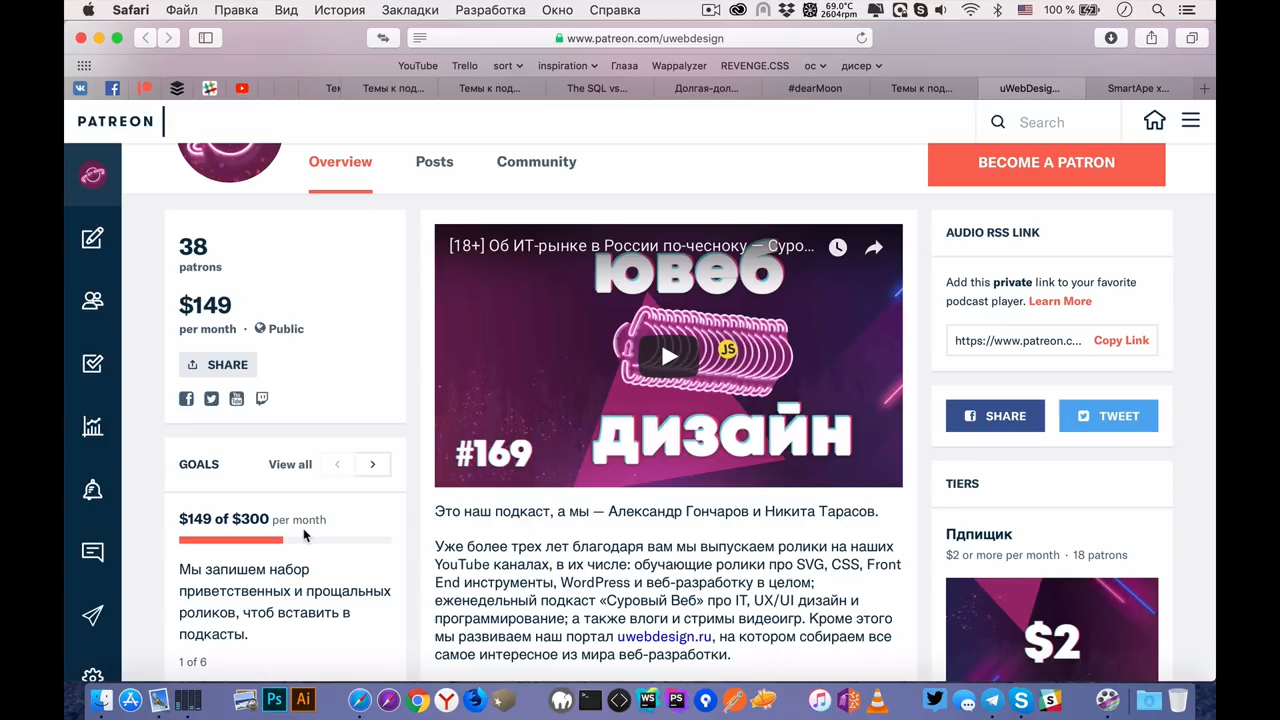 Safari Файл Правка Вид История Закладки Разработка Окно Справка 69.0°C 2604rpm 100 %
www.patreon.com/uwebdesign
YouTube Trello sort inspiration Глаза Wappalyzer REVENGE.CSS ос дисер
Тем Темы к под... Темы к под... The SQL vs... Долгая-дол... #dearMoon Темы к под... uWebDesig... SmartApe x...
PATREON Search
Overview Posts Community BECOME A PATRON
38
patrons
$149
per month · Public
SHARE
GOALS View all
$149 of $300 per month
Мы запишем набор
приветственных и прощальных
роликов, чтоб вставить в
подкасты.
1 of 6
[18+] Об ИТ-рынке в России по-чесноку — Суро...
ювеб
JS
дизайн
#169
Это наш подкаст, а мы — Александр Гончаров и Никита Тарасов.
Уже более трех лет благодаря вам мы выпускаем ролики на наших
YouTube каналах, в их числе: обучающие ролики про SVG, CSS, Front
End инструменты, WordPress и веб-разработку в целом;
еженедельный подкаст «Суровый Веб» про IT, UX/UI дизайн и
программирование; а также влоги и стримы видеоигр. Кроме этого
мы развиваем наш портал uwebdesign.ru, на котором собираем все
самое интересное из мира веб-разработки.
AUDIO RSS LINK
Add this private link to your favorite
podcast player. Learn More
https://www.patreon.c... Copy Link
SHARE TWEET
TIERS
Пдпищик
$2 or more per month · 18 patrons
$2
Ps Ai WS PS